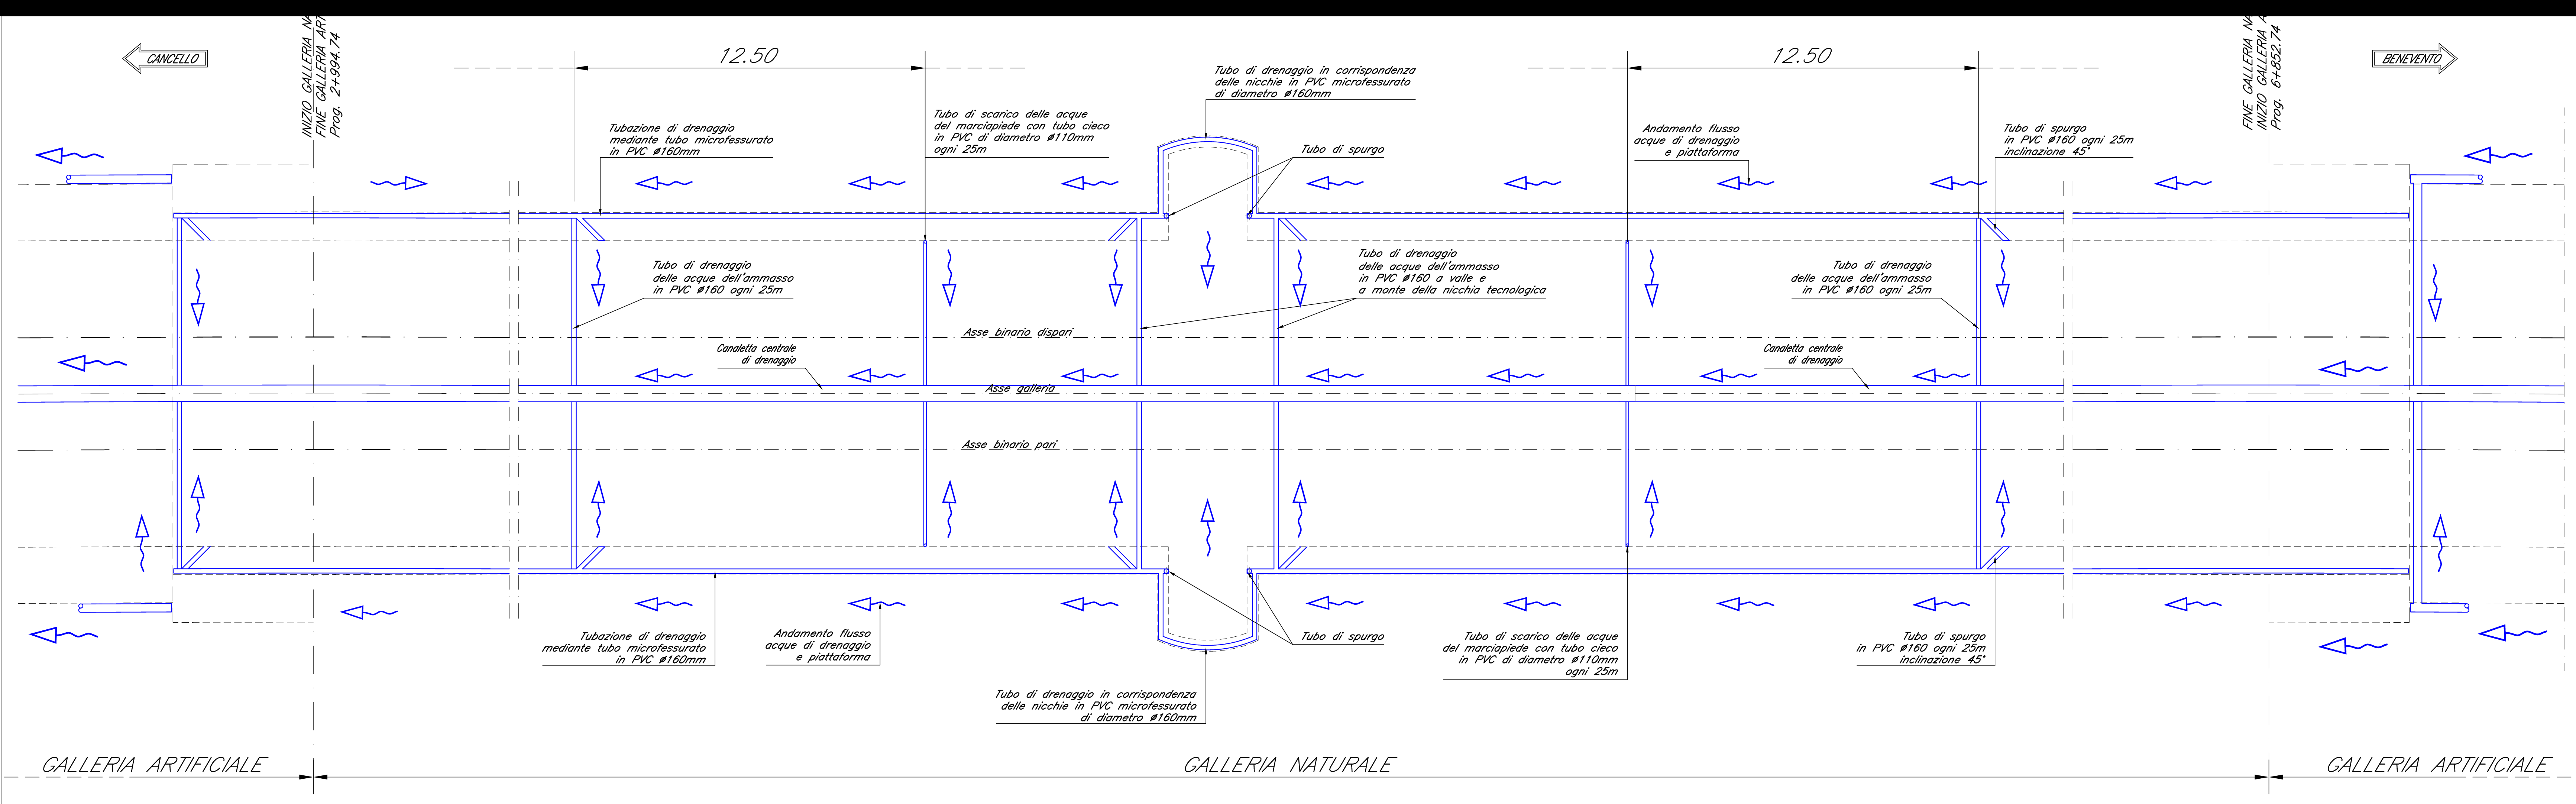 CANCELLO
INIZIO GALLERIA
FINE GALLERIA
Prog. 2+994.74
12.50
Tubazione di drenaggio
mediante tubo microfessurato
in PVC ø160mm
Tubo di scarico delle acque
del marciapiede con tubo cieco
in PVC di diametro ø110mm
ogni 25m
Tubo di drenaggio in corrispondenza
delle nicchie in PVC microfessurato
di diametro ø160mm
Tubo di spurgo
Andamento flusso
acque di drenaggio
e piattaforma
12.50
Tubo di spurgo
in PVC ø160 ogni 25m
inclinazione 45°
FINE GALLERIA
INIZIO GALLERIA
Prog. 6+852.74
BENEVENTO
Tubo di drenaggio
delle acque dell'ammasso
in PVC ø160 ogni 25m
Tubo di drenaggio
delle acque dell'ammasso
in PVC ø160 a valle e
a monte della nicchia tecnologica
Tubo di drenaggio
delle acque dell'ammasso
in PVC ø160 ogni 25m
Asse binario dispari
Canaletta centrale
di drenaggio
Canaletta centrale
di drenaggio
Asse galleria
Asse binario pari
Tubazione di drenaggio
mediante tubo microfessurato
in PVC ø160mm
Andamento flusso
acque di drenaggio
e piattaforma
Tubo di spurgo
Tubo di scarico delle acque
del marciapiede con tubo cieco
in PVC di diametro ø110mm
ogni 25m
Tubo di spurgo
in PVC ø160 ogni 25m
inclinazione 45°
Tubo di drenaggio in corrispondenza
delle nicchie in PVC microfessurato
di diametro ø160mm
GALLERIA ARTIFICIALE
GALLERIA NATURALE
GALLERIA ARTIFICIALE